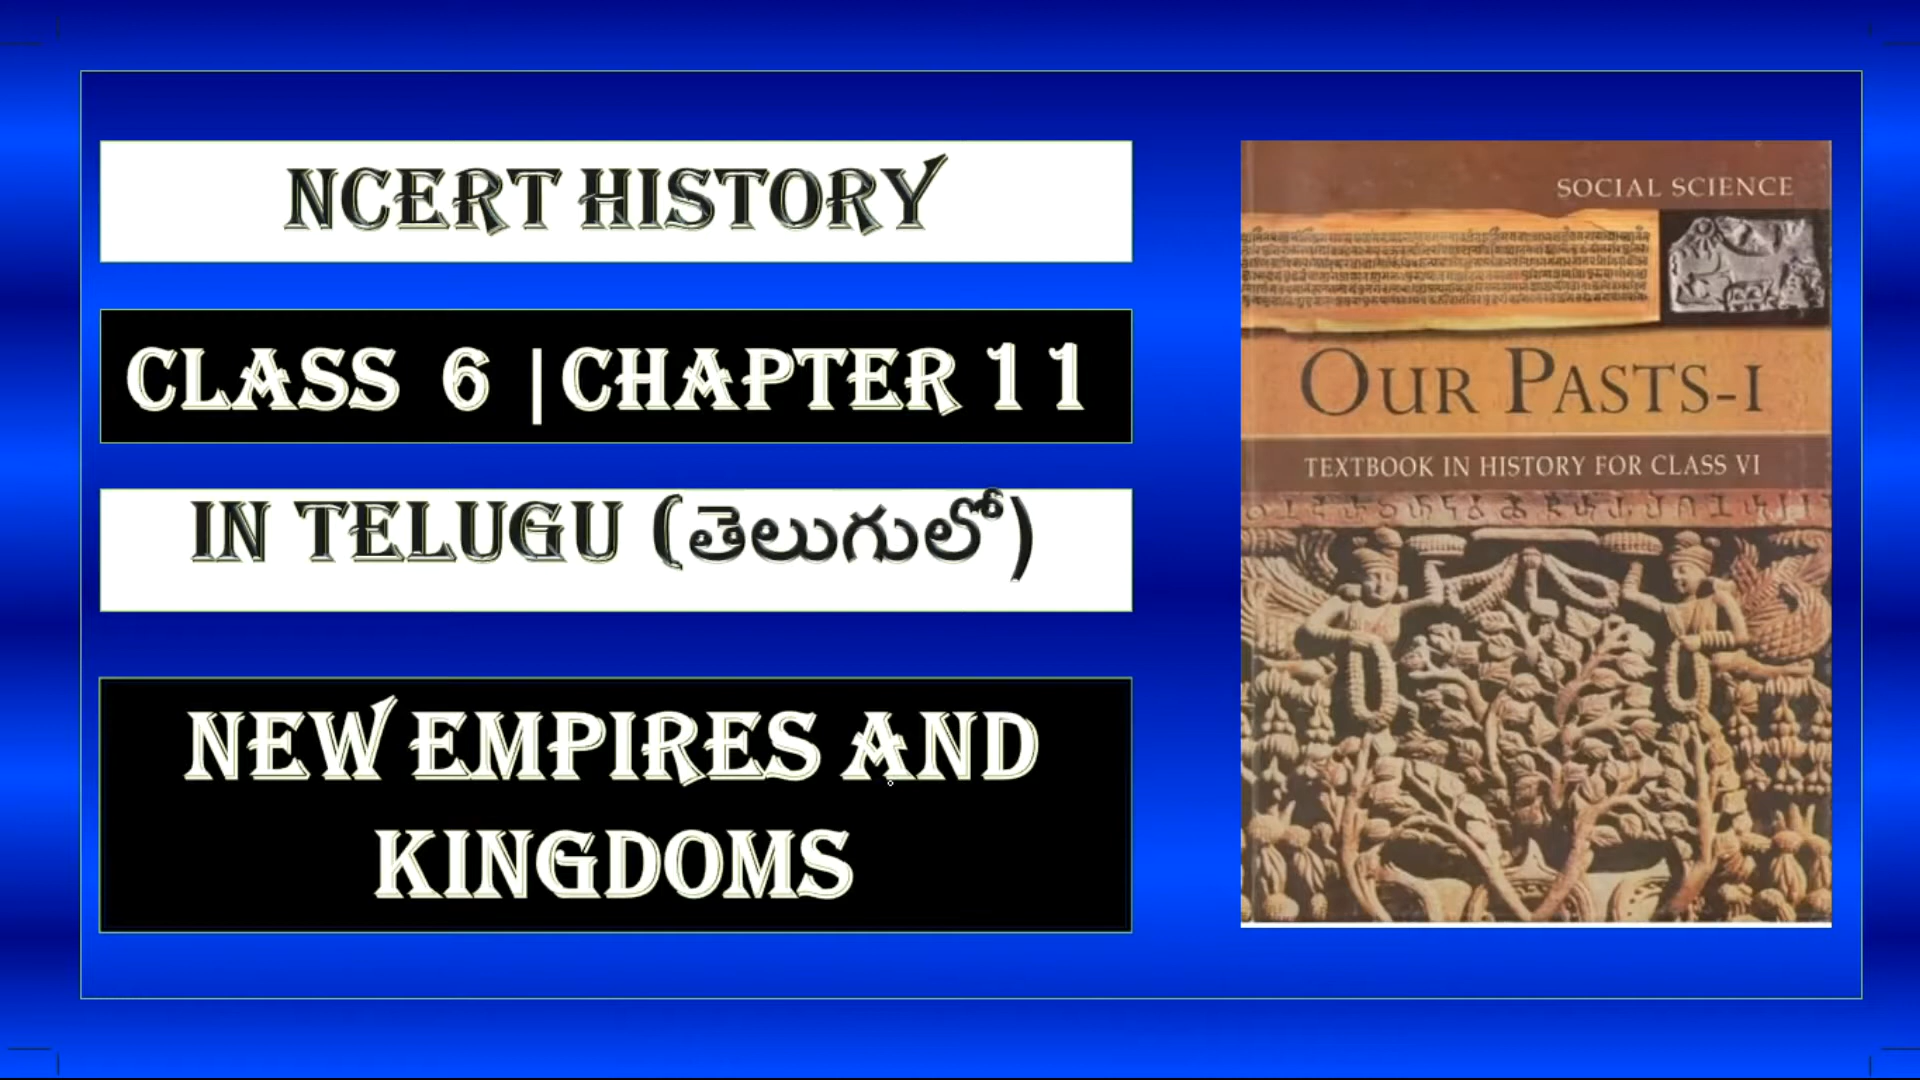 NCERT HISTORY
CLASS 6 | CHAPTER 11
IN TELUGU (తెలుగులో)
NEW EMPIRES AND
KINGDOMS
SOCIAL SCIENCE
OUR PASTS-I
TEXTBOOK IN HISTORY FOR CLASS VI